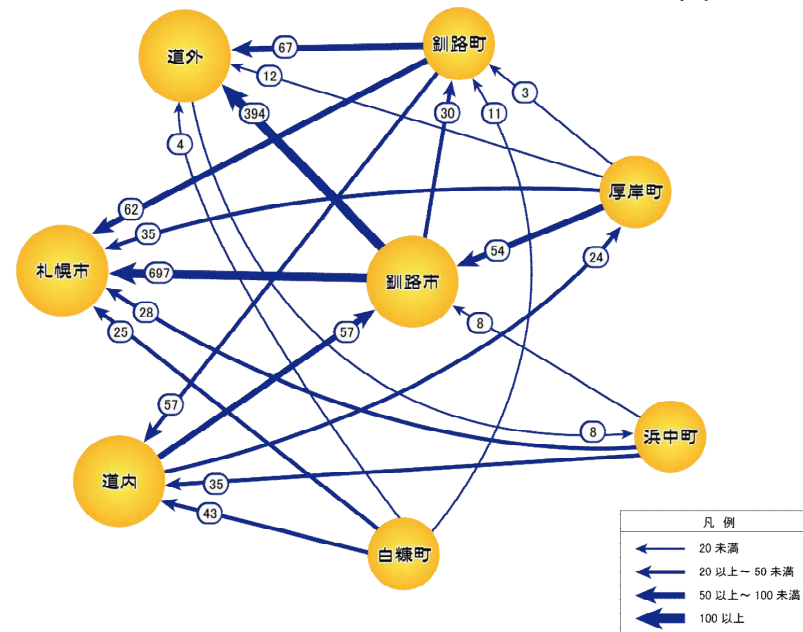 道外
釧路町
67
12
3
394
30
11
4
厚岸町
62
35
54
24
札幌市
697
釧路市
28
25
57
8
57
8
浜中町
道内
35
43
白糠町
凡 例
20 未満
20 以上～ 50 未満
50 以上～ 100 未満
100 以上